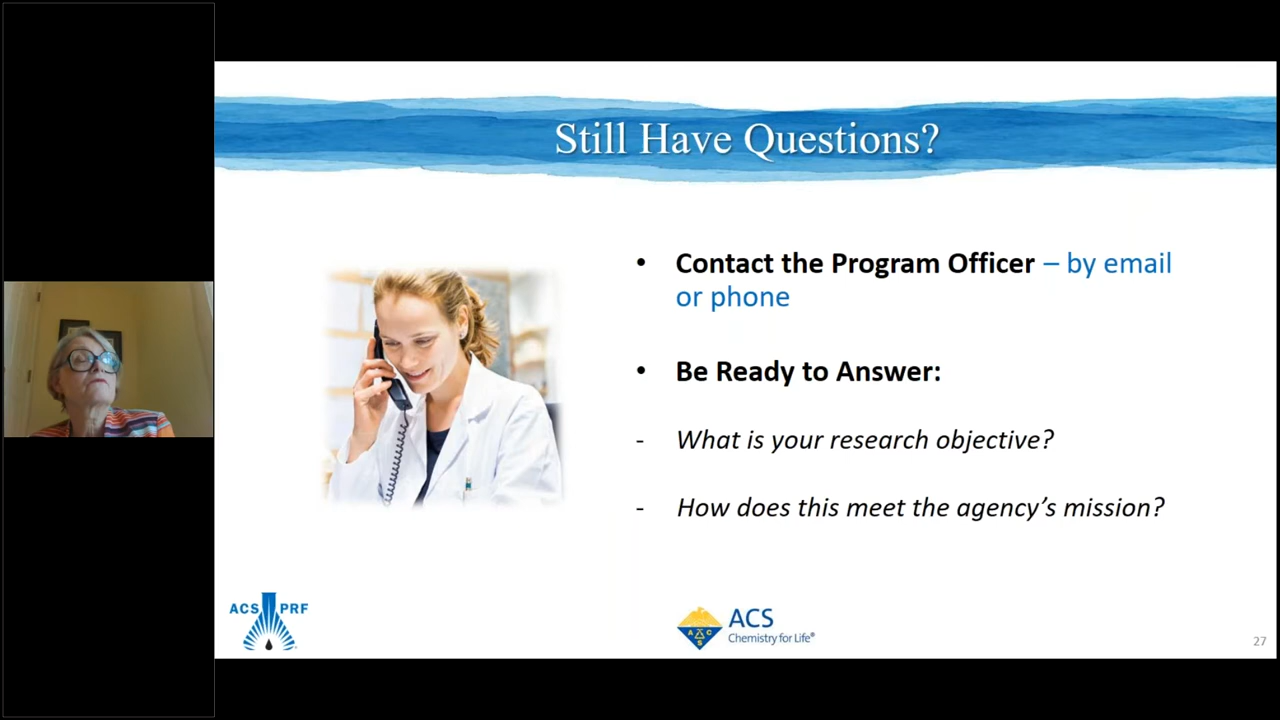 Still Have Questions?
• Contact the Program Officer – by email
or phone
• Be Ready to Answer:
- What is your research objective?
- How does this meet the agency's mission?
ACS PRF
ACS
Chemistry for Life®
A C S
27